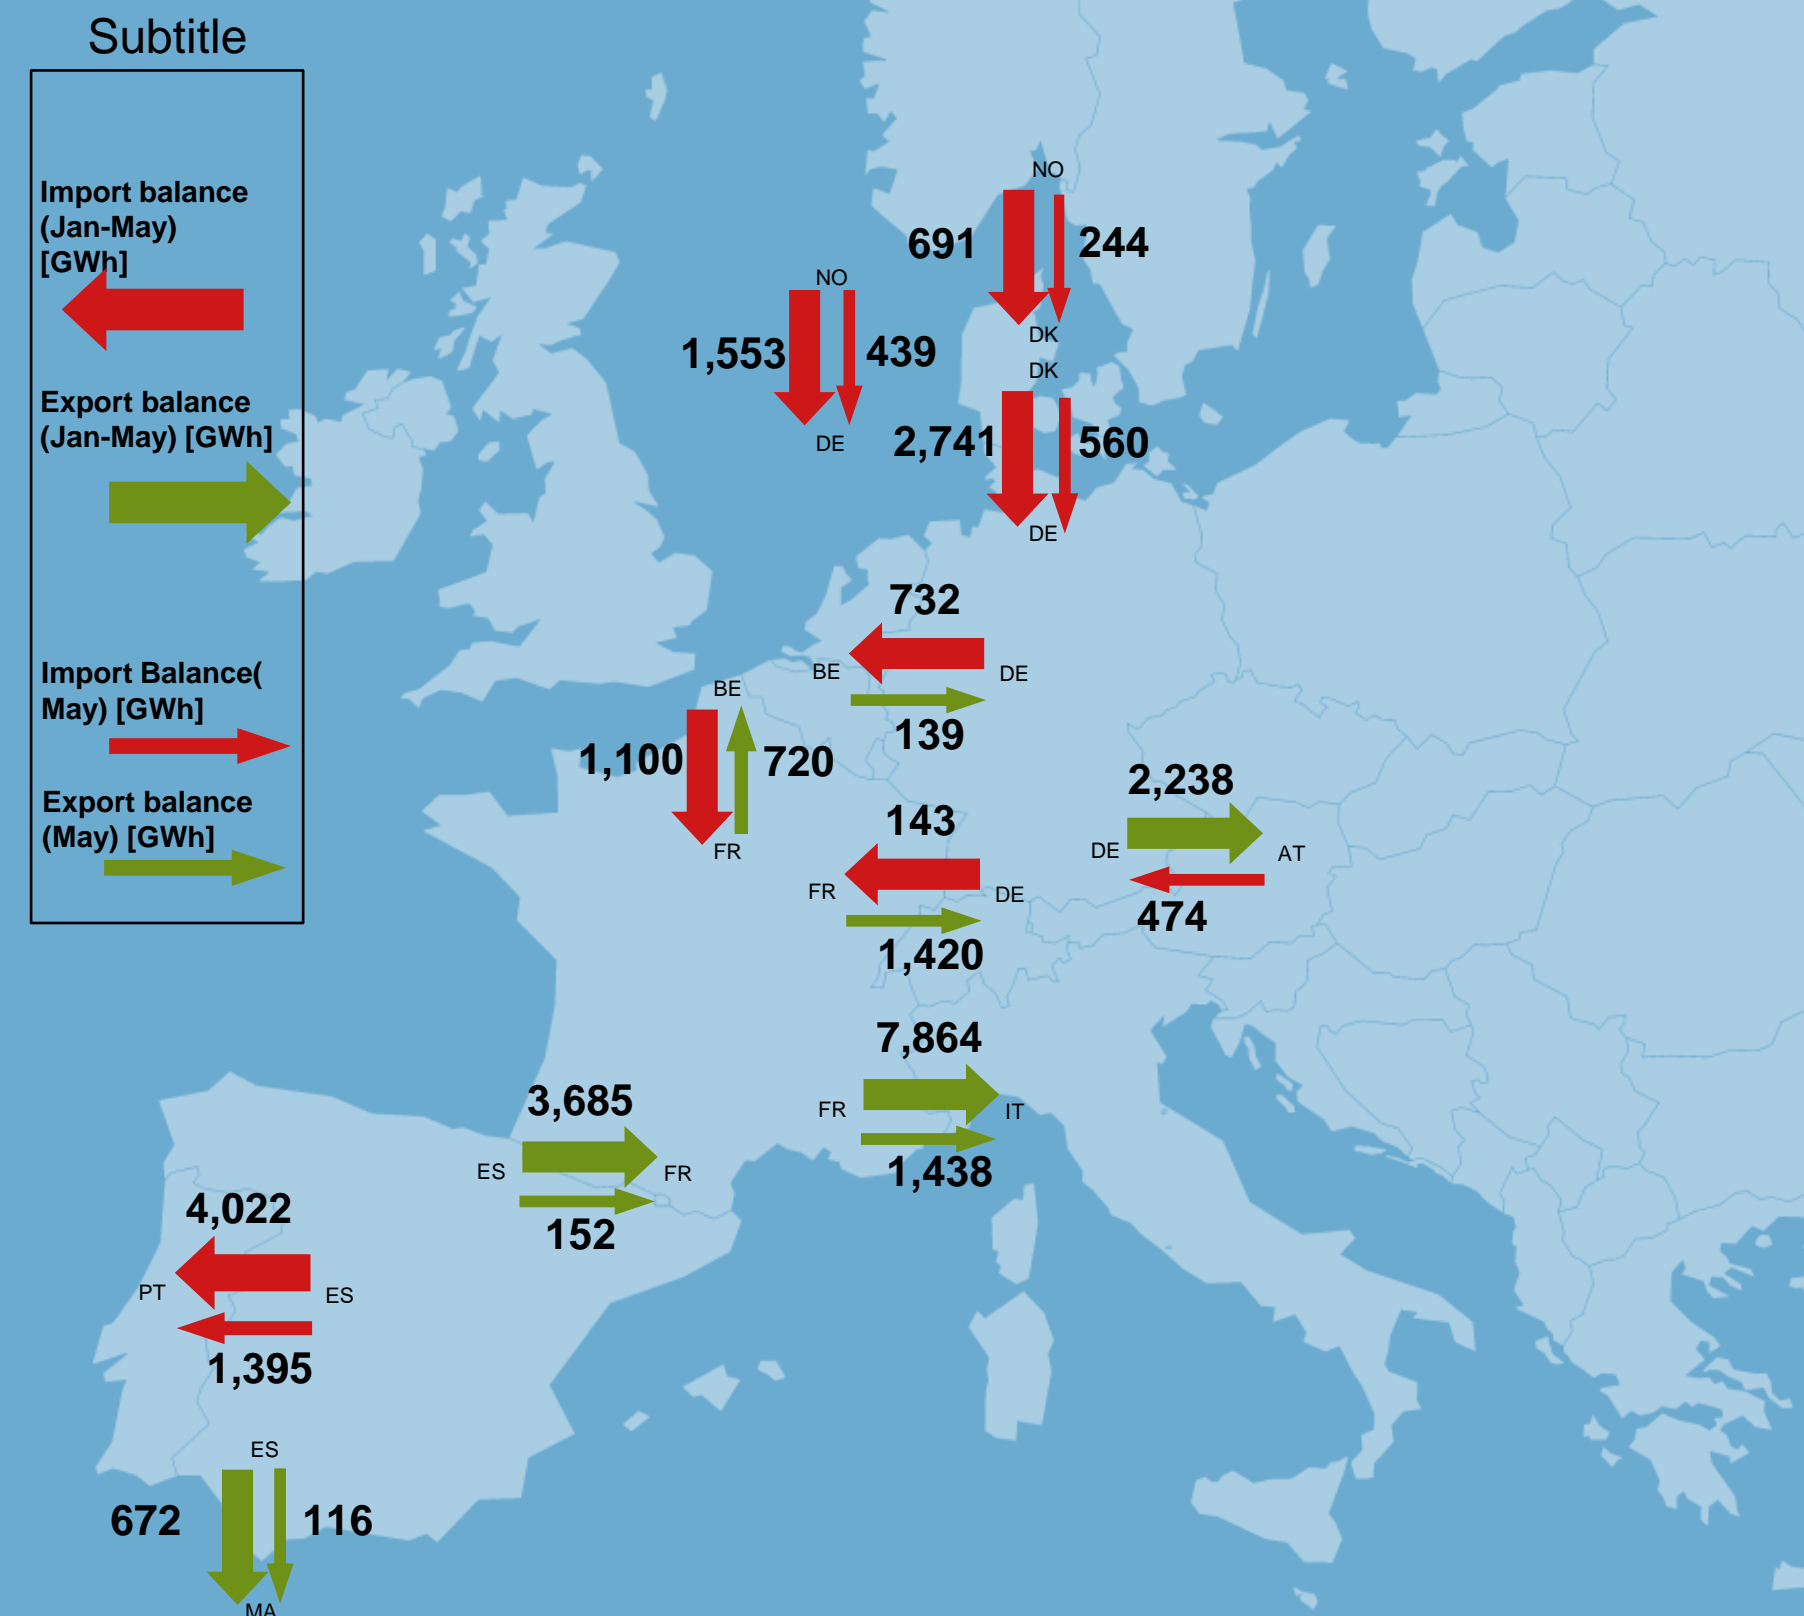 Subtitle
Import balance
(Jan-May)
[GWh]
Export balance
(Jan-May) [GWh]
Import Balance(
May) [GWh]
Export balance
(May) [GWh]
NO
691
244
DK
NO
1,553
439
DE
DK
2,741
560
DE
732
BE
DE
139
BE
1,100
720
FR
143
FR
DE
1,420
2,238
DE
AT
474
7,864
FR
IT
1,438
3,685
ES
FR
152
4,022
PT
ES
1,395
ES
672
116
MA